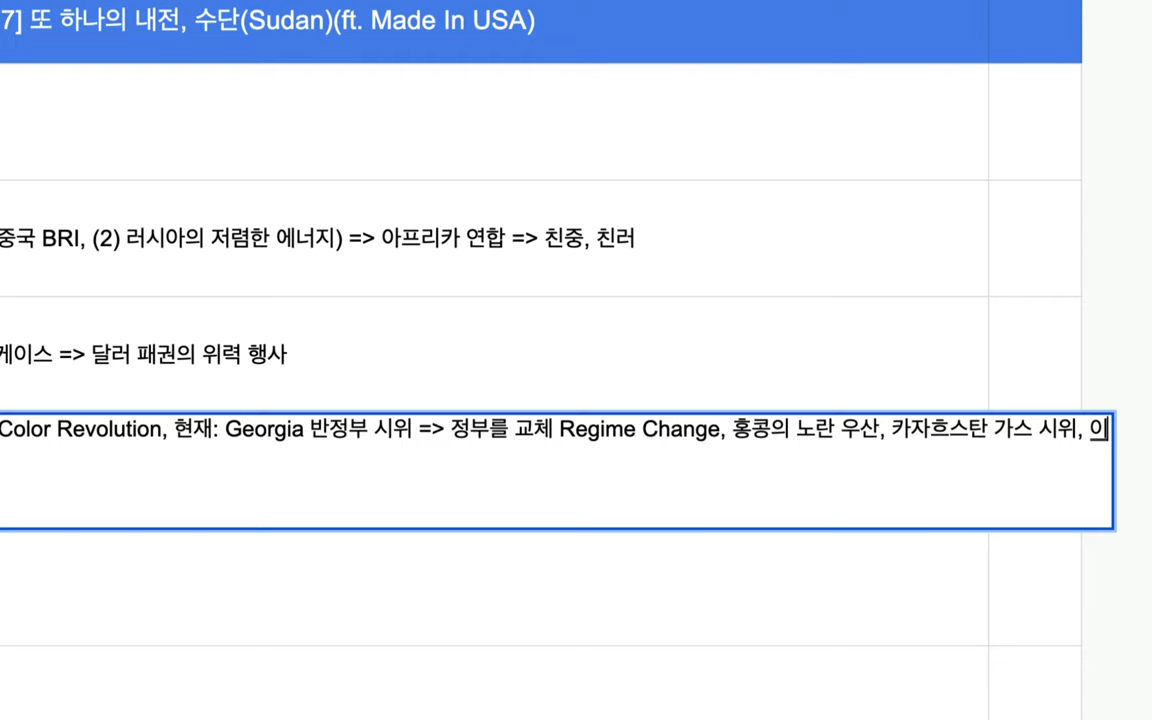 7] 또 하나의 내전, 수단(Sudan)(ft. Made In USA)
중국 BRI, (2) 러시아의 저렴한 에너지) => 아프리카 연합 => 친중, 친러
케이스 => 달러 패권의 위력 행사
Color Revolution, 현재: Georgia 반정부 시위 => 정부를 교체 Regime Change, 홍콩의 노란 우산, 카자흐스탄 가스 시위, 이